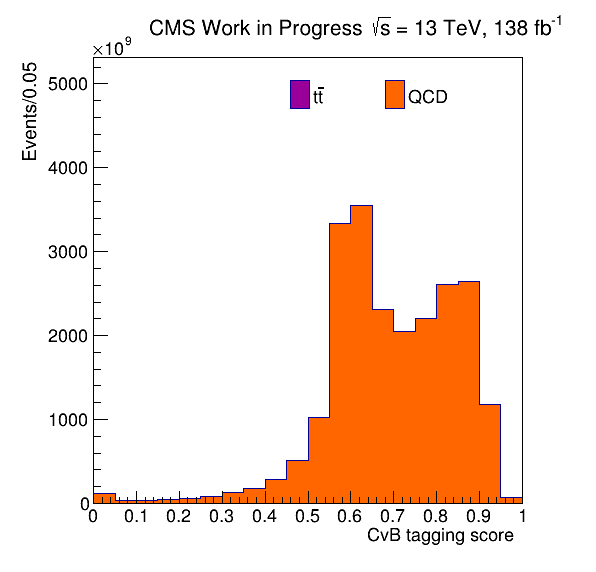 CMS Work in Progress √s = 13 TeV, 138 fb⁻¹
×10⁹
Events/0.05
tt̄
QCD
5000
4000
3000
2000
1000
0
0 0.1 0.2 0.3 0.4 0.5 0.6 0.7 0.8 0.9 1
CvB tagging score